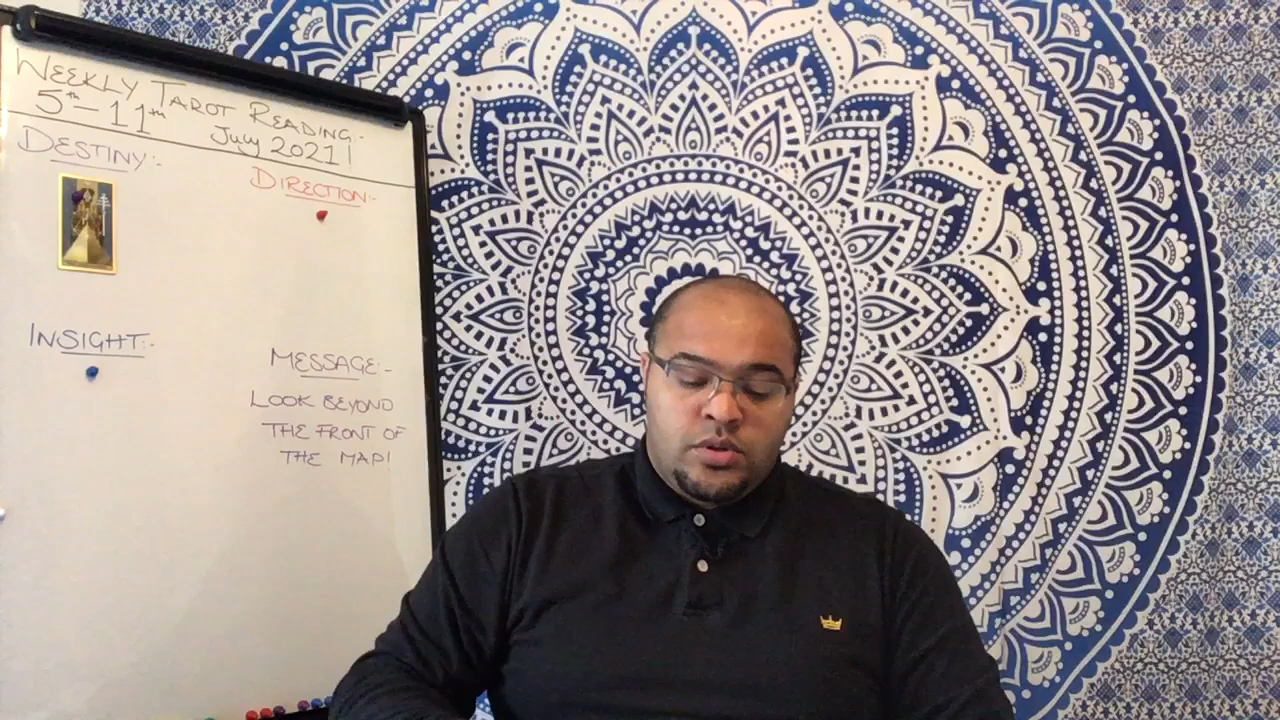 WEEKLY TAROT READING:-
5th - 11th July 2021!
DESTINY:-
DIRECTION:-
INSIGHT:-
MESSAGE:-
LOOK BEYOND
THE FRONT OF
THE MAP!